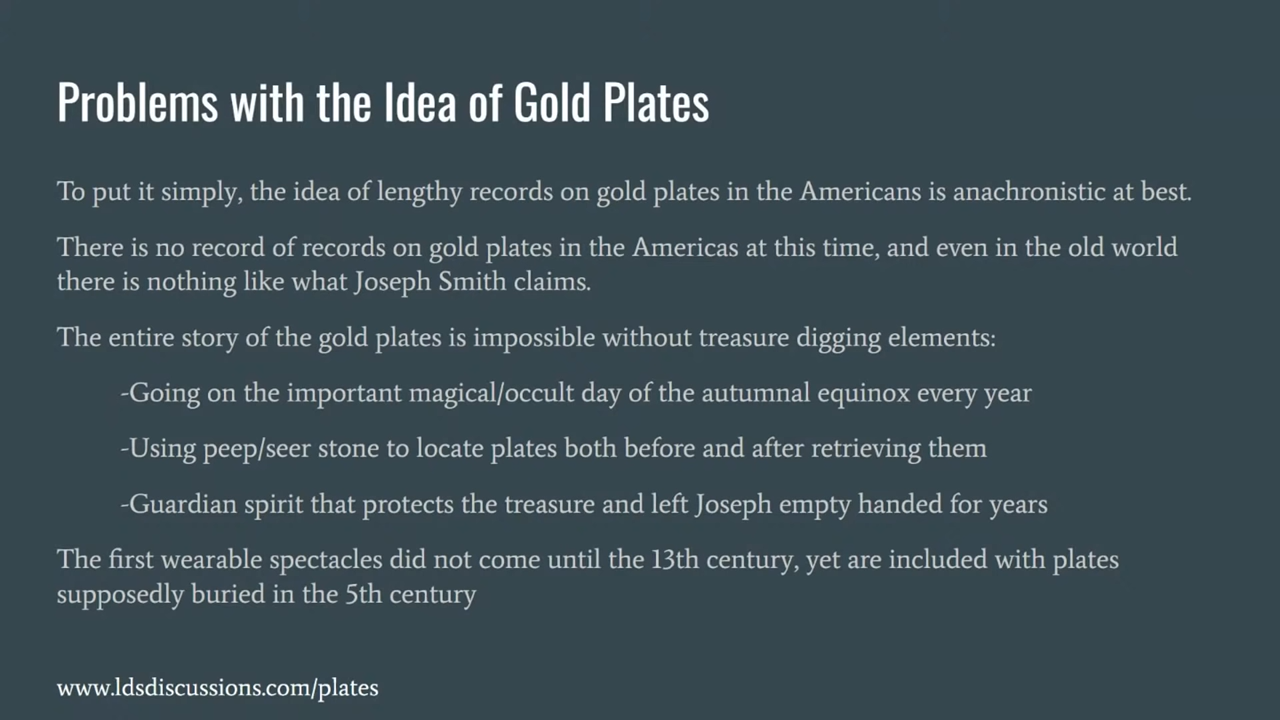 Problems with the Idea of Gold Plates
To put it simply, the idea of lengthy records on gold plates in the Americans is anachronistic at best.
There is no record of records on gold plates in the Americas at this time, and even in the old world
there is nothing like what Joseph Smith claims.
The entire story of the gold plates is impossible without treasure digging elements:
-Going on the important magical/occult day of the autumnal equinox every year
-Using peep/seer stone to locate plates both before and after retrieving them
-Guardian spirit that protects the treasure and left Joseph empty handed for years
The first wearable spectacles did not come until the 13th century, yet are included with plates
supposedly buried in the 5th century
www.ldsdiscussions.com/plates